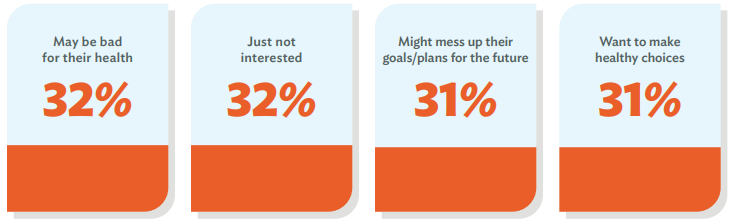 May be bad
for their health
32%
Just not
interested
32%
Might mess up their
goals/plans for the future
31%
Want to make
healthy choices
31%